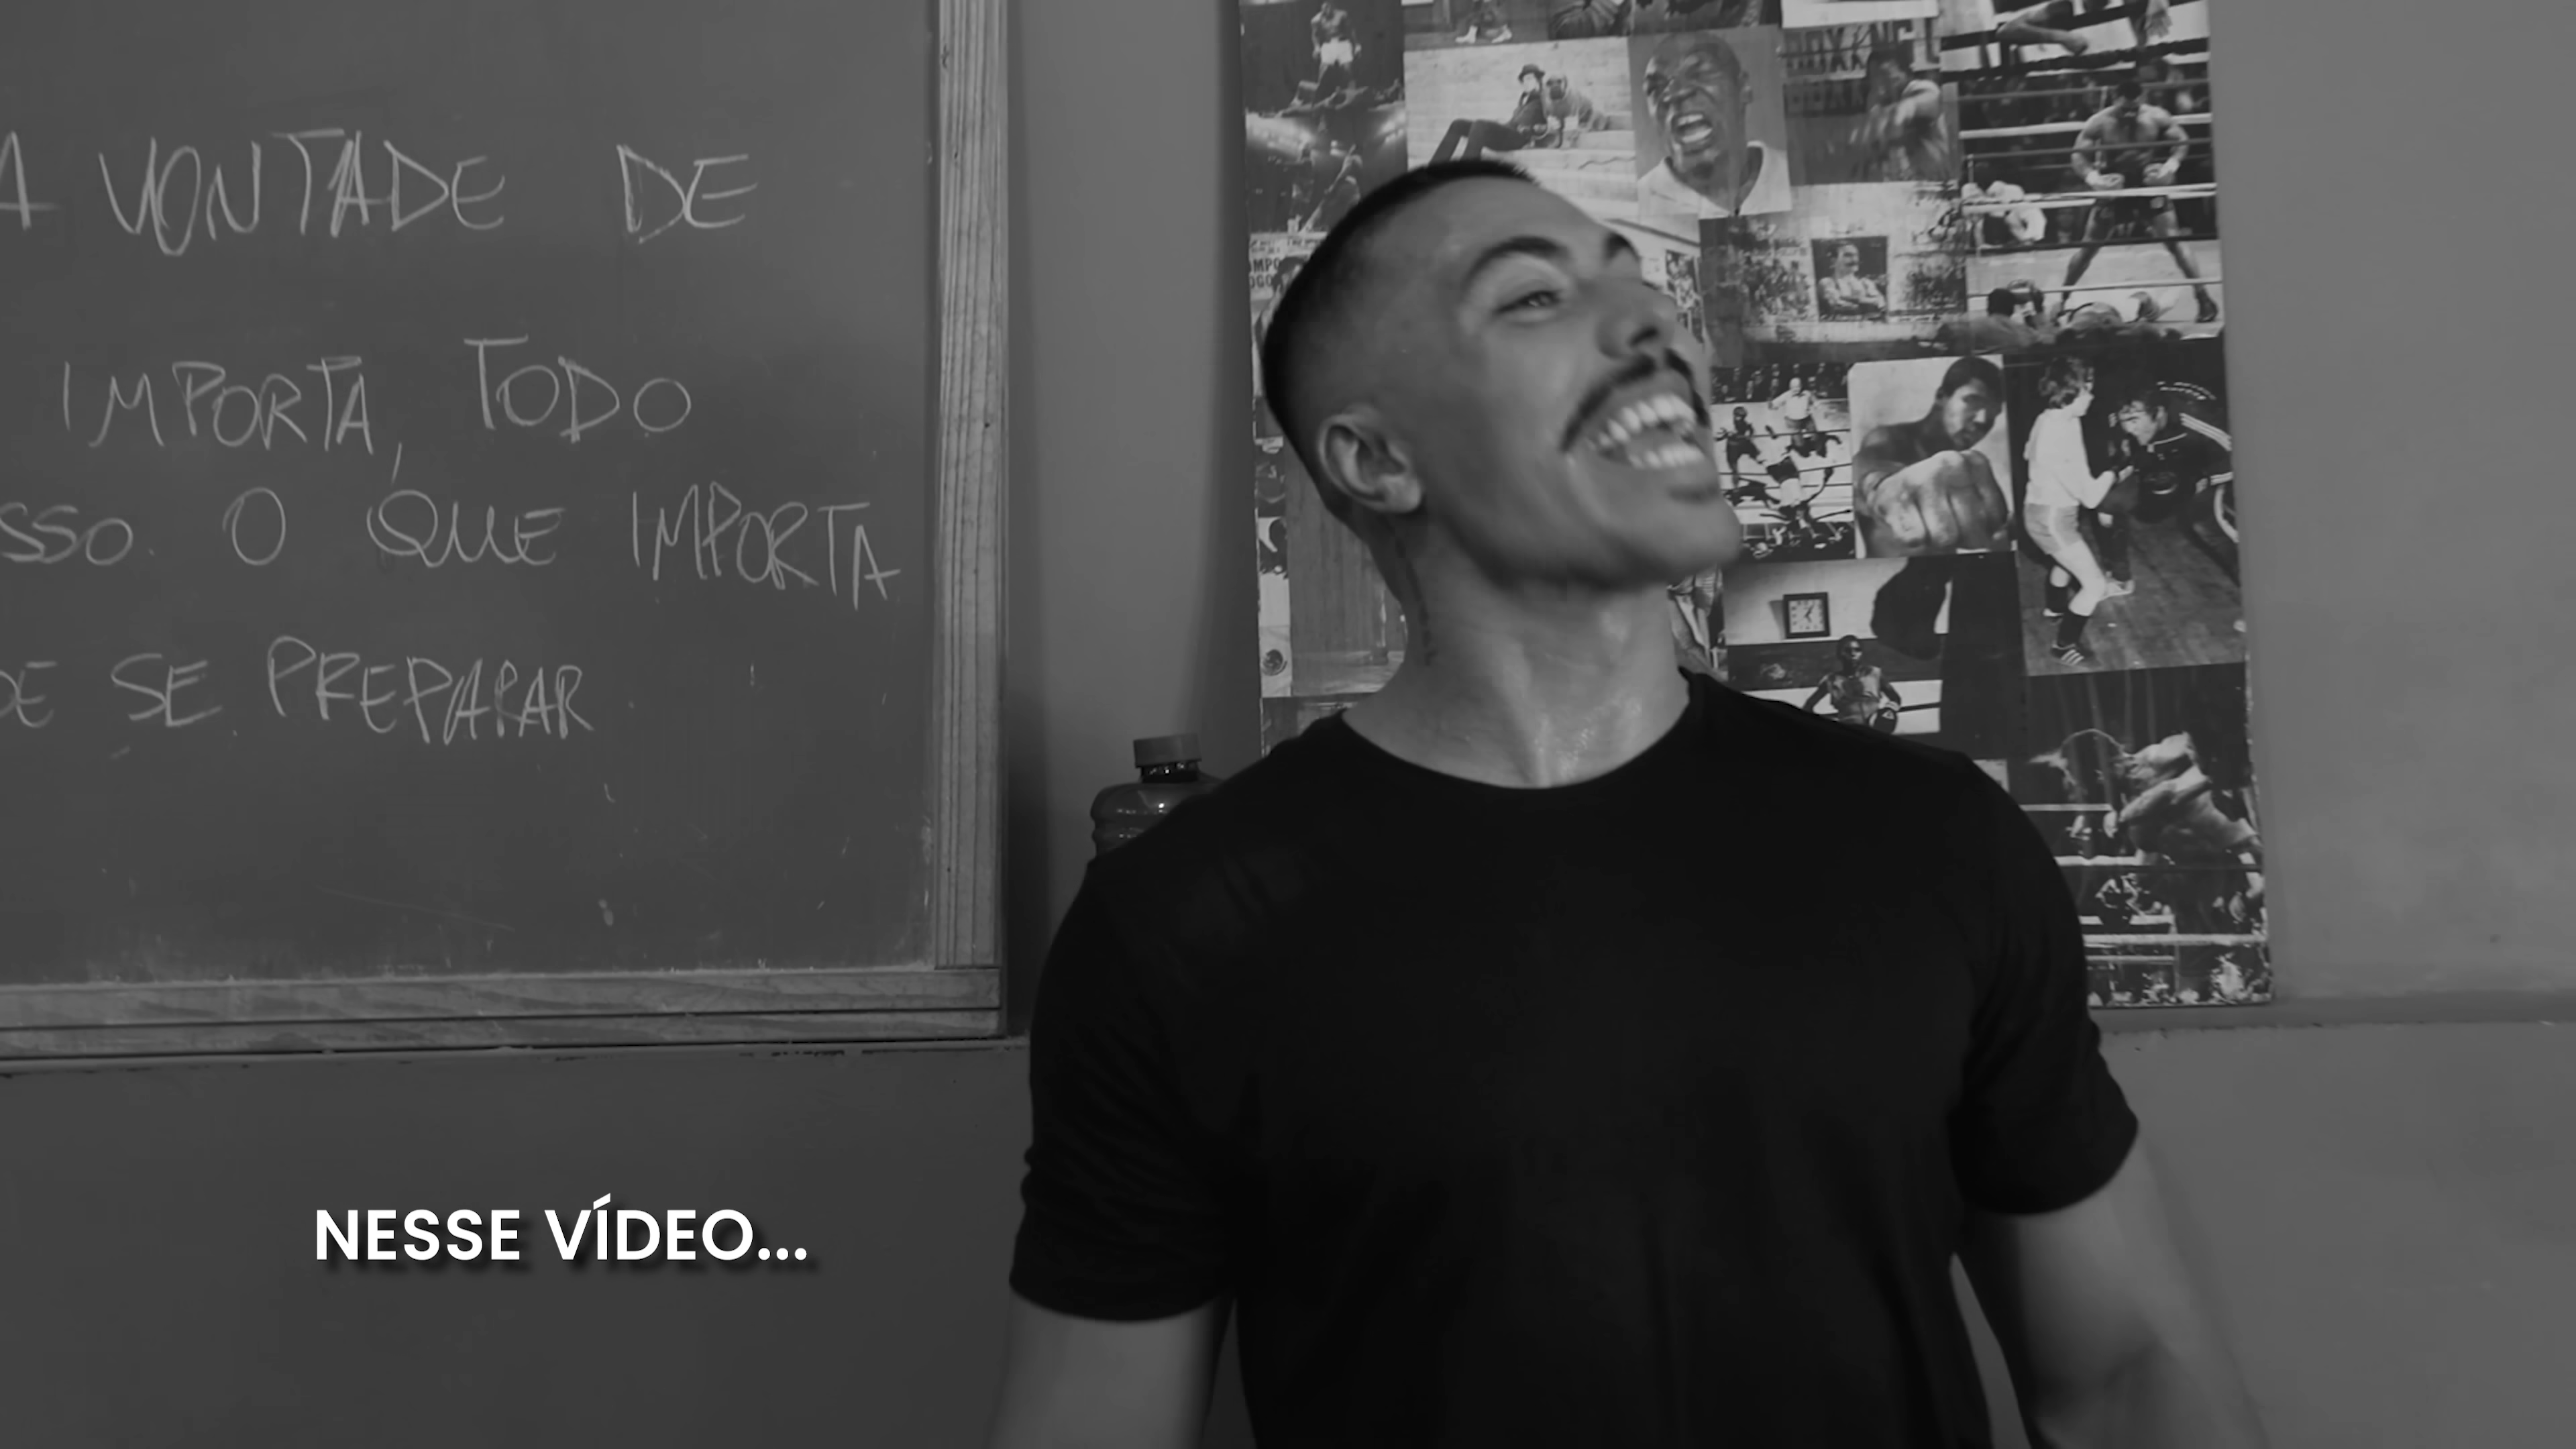 A VONTADE DE
IMPORTA, TODO
SSO. O QUE IMPORTA
DE SE PREPARAR
NESSE VÍDEO...